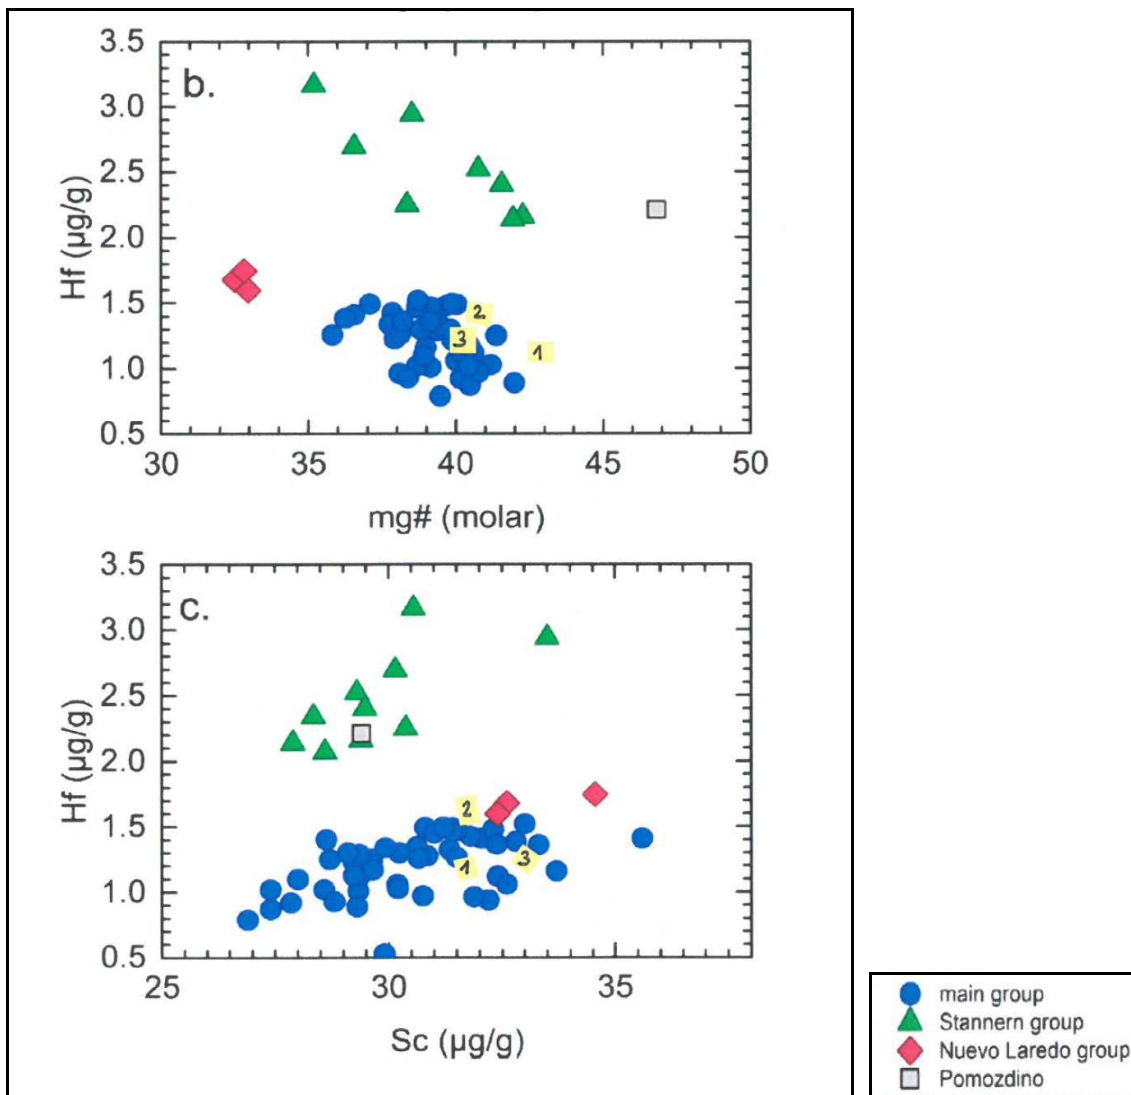 b.
3.5
3.0
2.5
2.0
1.5
1.0
0.5
Hf (µg/g)
2
3
1
30 35 40 45 50
mg# (molar)
c.
3.5
3.0
2.5
2.0
1.5
1.0
0.5
Hf (µg/g)
2
1
3
25 30 35
Sc (µg/g)
main group
Stannern group
Nuevo Laredo group
Pomozdino